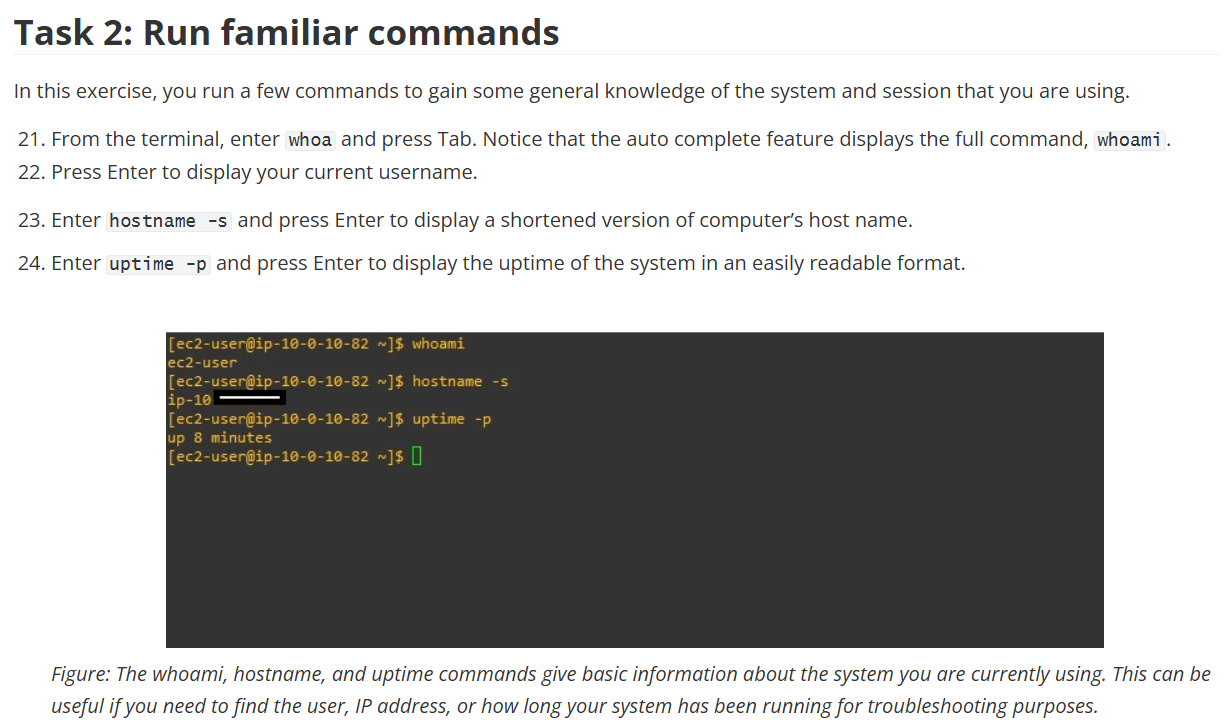 Task 2: Run familiar commands
In this exercise, you run a few commands to gain some general knowledge of the system and session that you are using.
21. From the terminal, enter whoa and press Tab. Notice that the auto complete feature displays the full command, whoami.
22. Press Enter to display your current username.
23. Enter hostname -s and press Enter to display a shortened version of computer’s host name.
24. Enter uptime -p and press Enter to display the uptime of the system in an easily readable format.
[ec2-user@ip-10-0-10-82 ~]$ whoami
ec2-user
[ec2-user@ip-10-0-10-82 ~]$ hostname -s
ip-10
[ec2-user@ip-10-0-10-82 ~]$ uptime -p
up 8 minutes
[ec2-user@ip-10-0-10-82 ~]$
Figure: The whoami, hostname, and uptime commands give basic information about the system you are currently using. This can be
useful if you need to find the user, IP address, or how long your system has been running for troubleshooting purposes.